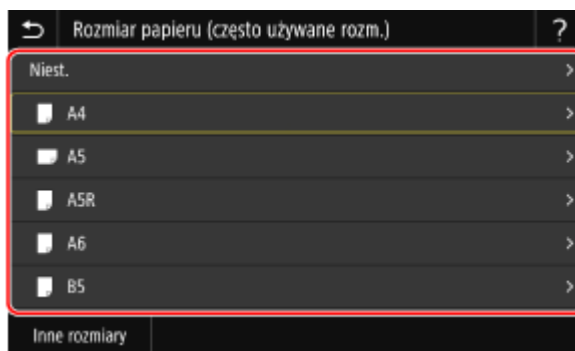 Rozmiar papieru (często używane rozm.) ?
Niest.
A4
A5
A5R
A6
B5
Inne rozmiary